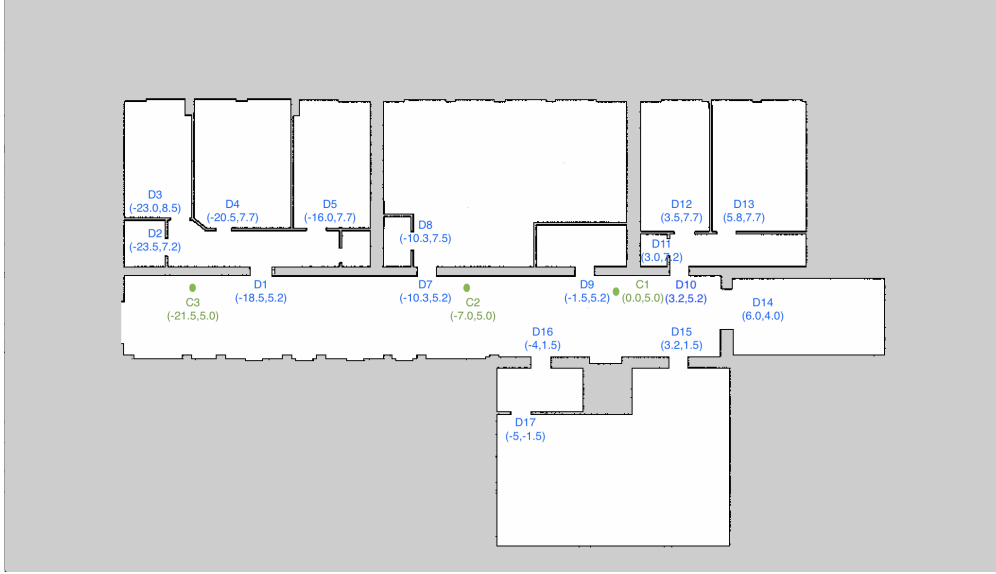 D3
(-23.0,8.5)
D4
(-20.5,7.7)
D5
(-16.0,7.7)
D12
(3.5,7.7)
D13
(5.8,7.7)
D2
(-23.5,7.2)
D8
(-10.3,7.5)
D11
(3.0,7.2)
D1
(-18.5,5.2)
D7
(-10.3,5.2)
D9
(-1.5,5.2)
C1
(0.0,5.0)
D10
(3.2,5.2)
C3
(-21.5,5.0)
C2
(-7.0,5.0)
D14
(6.0,4.0)
D16
(-4,1.5)
D15
(3.2,1.5)
D17
(-5,-1.5)